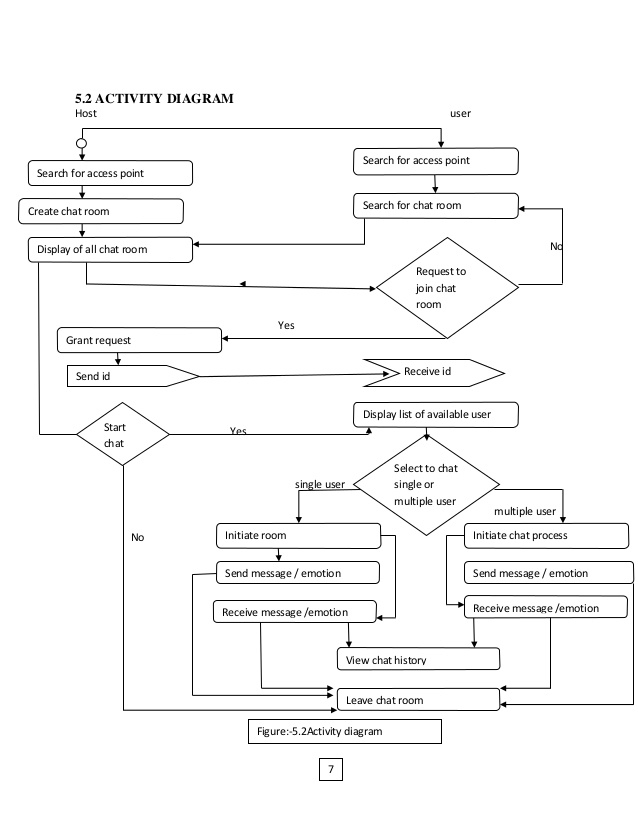 5.2 ACTIVITY DIAGRAM
Host
user
Search for access point
Search for access point
Create chat room
Search for chat room
Display of all chat room
No
Request to
join chat
room
Yes
Grant request
Send id
Receive id
Display list of available user
Start
chat
Yes
Select to chat
single or
multiple user
single user
multiple user
No
Initiate room
Initiate chat process
Send message / emotion
Send message / emotion
Receive message /emotion
Receive message /emotion
View chat history
Leave chat room
Figure:-5.2Activity diagram
7